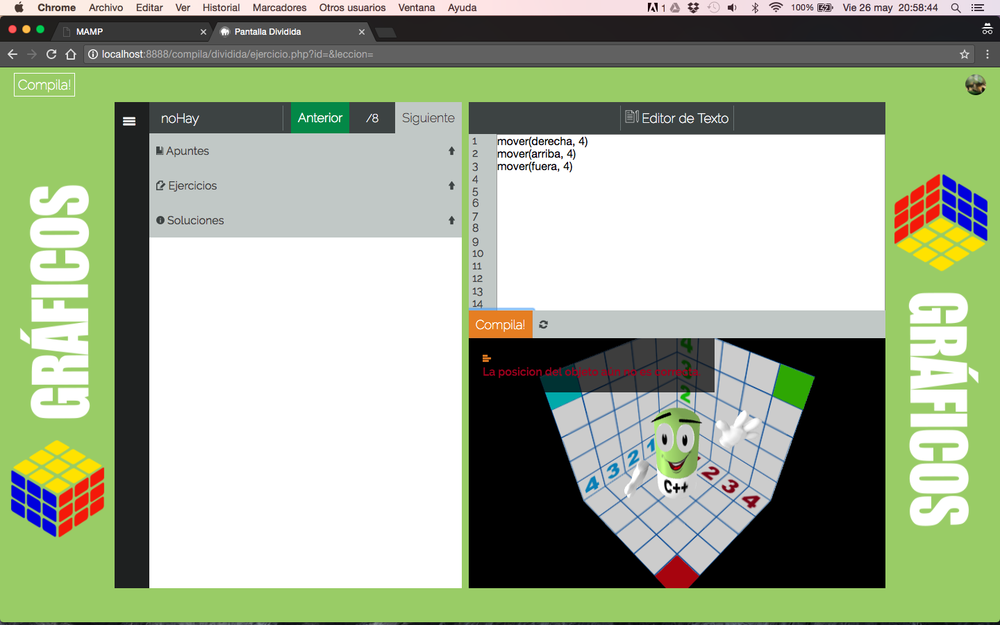 Chrome Archivo Editar Ver Historial Marcadores Otros usuarios Ventana Ayuda 1 100% Vie 26 may 20:58:44
MAMP
Pantalla Dividida
localhost:8888/compila/dividida/ejercicio.php?id=&leccion=
Compila!
GRÁFICOS
noHay
Anterior
/8
Siguiente
Apuntes
Ejercicios
Soluciones
Editor de Texto
1 mover(derecha, 4)
2 mover(arriba, 4)
3 mover(fuera, 4)
4
5
6
7
8
9
10
11
12
13
14
Compila!
La posicion del objeto aún no es correcta.
4
3
2
4 3 2 1
2 3 4
C++
GRÁFICOS